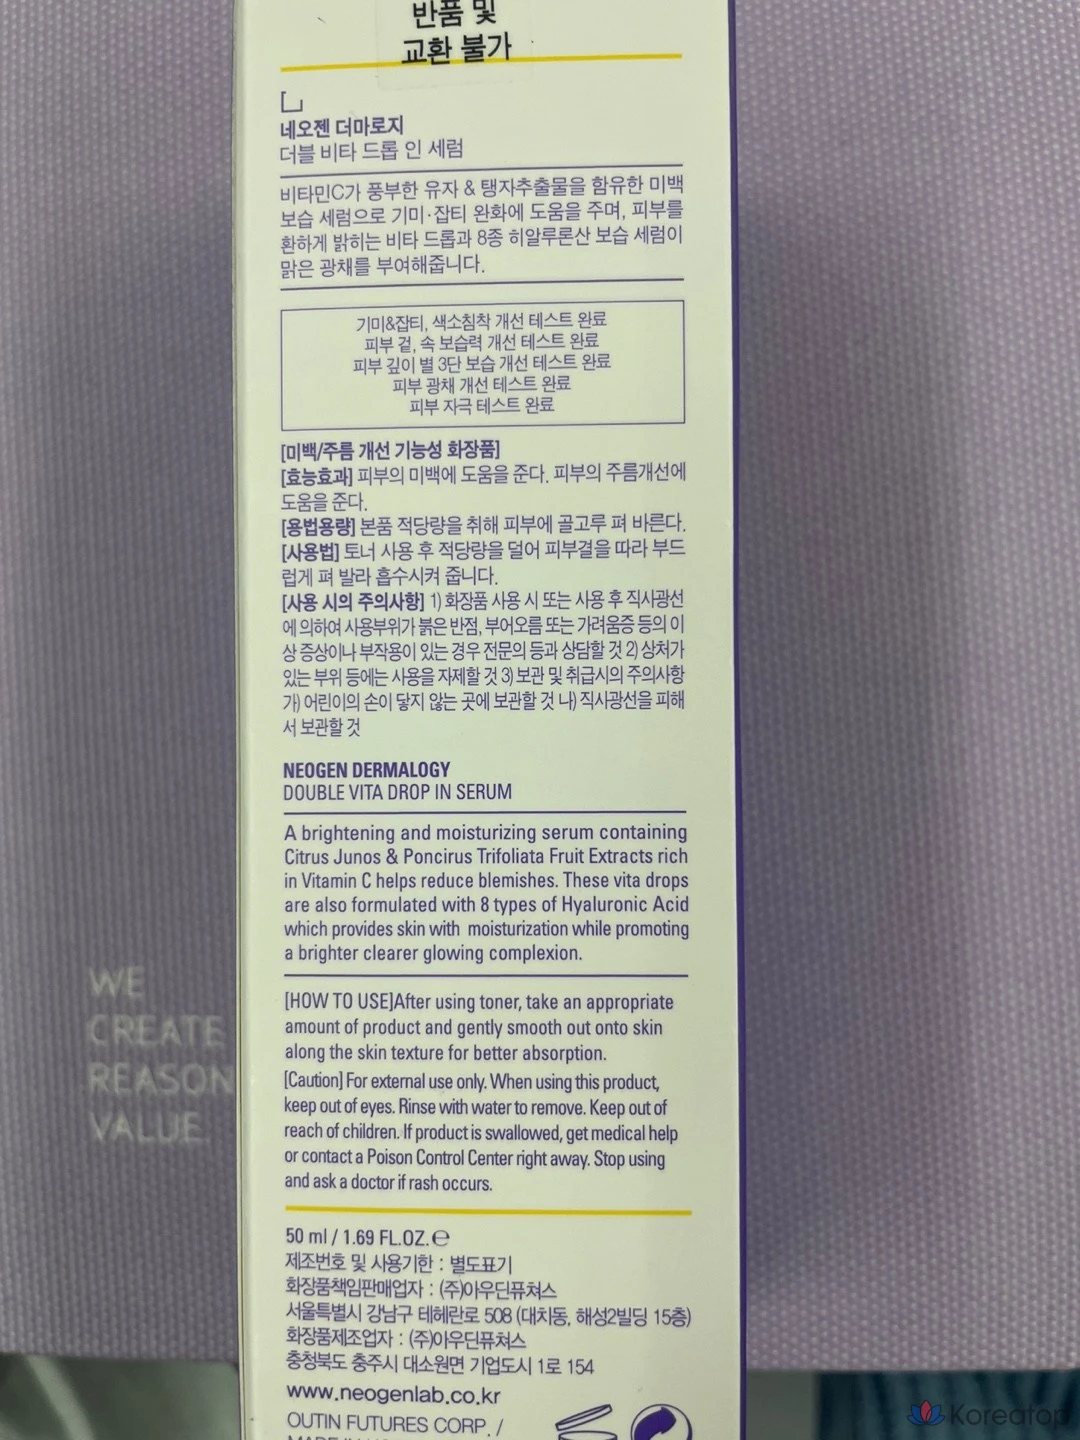 반품 및
교환 불가
네오젠 더마로지
더블 비타 드롭 인 세럼
비타민C가 풍부한 유자 & 탱자추출물을 함유한 미백
보습 세럼으로 기미·잡티 완화에 도움을 주며, 피부를
환하게 밝히는 비타 드롭과 8종 히알루론산 보습 세럼이
맑은 광채를 부여해줍니다.
기미&잡티, 색소침착 개선 테스트 완료
피부 겉, 속 보습력 개선 테스트 완료
피부 깊이 별 3단 보습 개선 테스트 완료
피부 광채 개선 테스트 완료
피부 자극 테스트 완료
[미백/주름 개선 기능성 화장품]
[효능효과] 피부의 미백에 도움을 준다. 피부의 주름개선에
도움을 준다.
[용법용량] 본품 적당량을 취해 피부에 골고루 펴 바른다.
[사용법] 토너 사용 후 적당량을 덜어 피부결을 따라 부드
럽게 펴 발라 흡수시켜 줍니다.
[사용 시의 주의사항] 1) 화장품 사용 시 또는 사용 후 직사광선
에 의하여 사용부위가 붉은 반점, 부어오름 또는 가려움증 등의 이
상 증상이나 부작용이 있는 경우 전문의 등과 상담할 것 2) 상처가
있는 부위 등에는 사용을 자제할 것 3) 보관 및 취급시의 주의사항
가) 어린이의 손이 닿지 않는 곳에 보관할 것 나) 직사광선을 피해
서 보관할 것
NEOGEN DERMALOGY
DOUBLE VITA DROP IN SERUM
A brightening and moisturizing serum containing
Citrus Junos & Poncirus Trifoliata Fruit Extracts rich
in Vitamin C helps reduce blemishes. These vita drops
are also formulated with 8 types of Hyaluronic Acid
which provides skin with moisturization while promoting
a brighter clearer glowing complexion.
[HOW TO USE]After using toner, take an appropriate
amount of product and gently smooth out onto skin
along the skin texture for better absorption.
[Caution] For external use only. When using this product,
keep out of eyes. Rinse with water to remove. Keep out of
reach of children. If product is swallowed, get medical help
or contact a Poison Control Center right away. Stop using
and ask a doctor if rash occurs.
50 ml / 1.69 FL.OZ.℮
제조번호 및 사용기한 : 별도표기
화장품책임판매업자 : (주)아우딘퓨쳐스
서울특별시 강남구 테헤란로 508 (대치동, 해성2빌딩 15층)
화장품제조업자 : (주)아우딘퓨쳐스
충청북도 충주시 대소원면 기업도시 1로 154
www.neogenlab.co.kr
OUTIN FUTURES CORP. /
WE
CREATE
REASON
VALUE
Koreatop